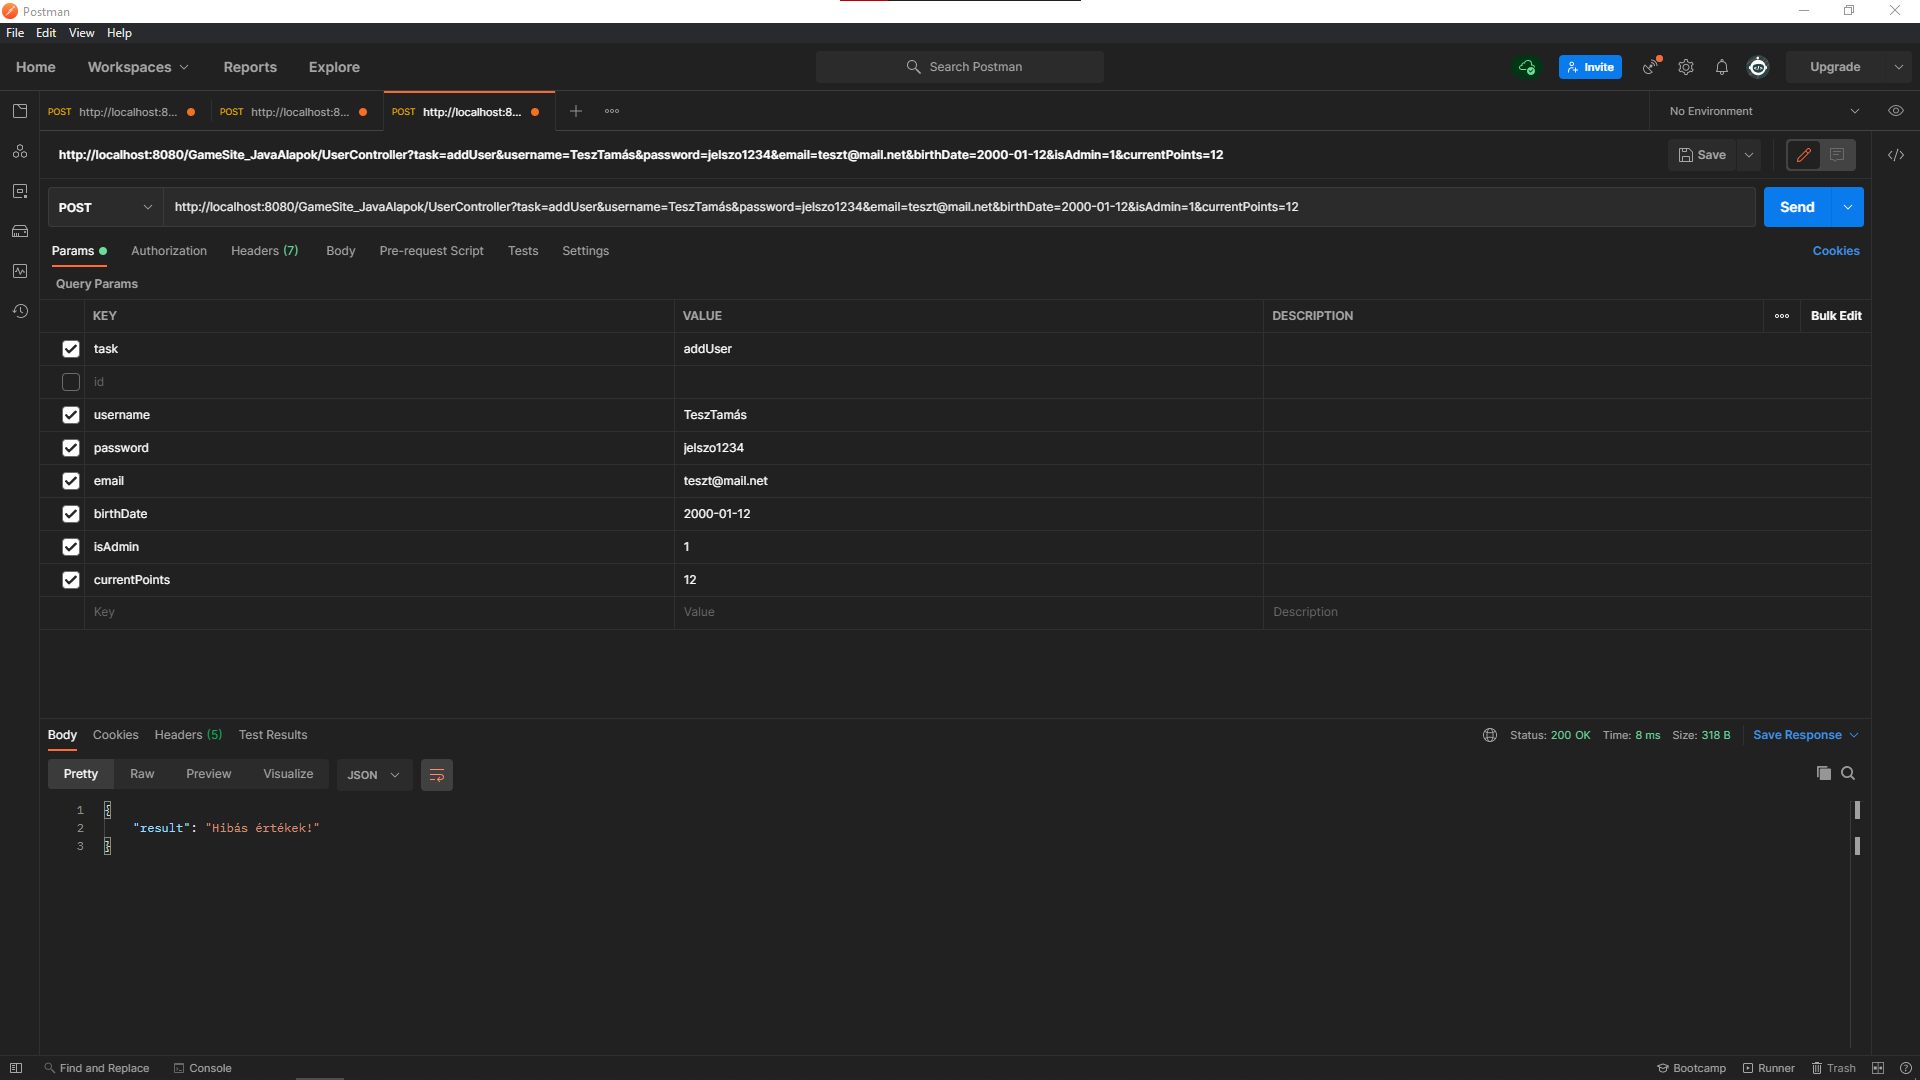 Postman
File Edit View Help
Home Workspaces Reports Explore Search Postman Invite Upgrade
POST http://localhost:8... POST http://localhost:8... POST http://localhost:8... No Environment
http://localhost:8080/GameSite_JavaAlapok/UserController?task=addUser&username=TeszTamás&password=jelszo1234&email=teszt@mail.net&birthDate=2000-01-12&isAdmin=1&currentPoints=12 Save
POST http://localhost:8080/GameSite_JavaAlapok/UserController?task=addUser&username=TeszTamás&password=jelszo1234&email=teszt@mail.net&birthDate=2000-01-12&isAdmin=1&currentPoints=12 Send
Params Authorization Headers (7) Body Pre-request Script Tests Settings Cookies
Query Params
KEY VALUE DESCRIPTION Bulk Edit
task addUser
id
username TeszTamás
password jelszo1234
email teszt@mail.net
birthDate 2000-01-12
isAdmin 1
currentPoints 12
Key Value Description
Body Cookies Headers (5) Test Results Status: 200 OK Time: 8 ms Size: 318 B Save Response
Pretty Raw Preview Visualize JSON
1 {
2 "result": "Hibás értékek!"
3 }
Find and Replace Console Bootcamp Runner Trash